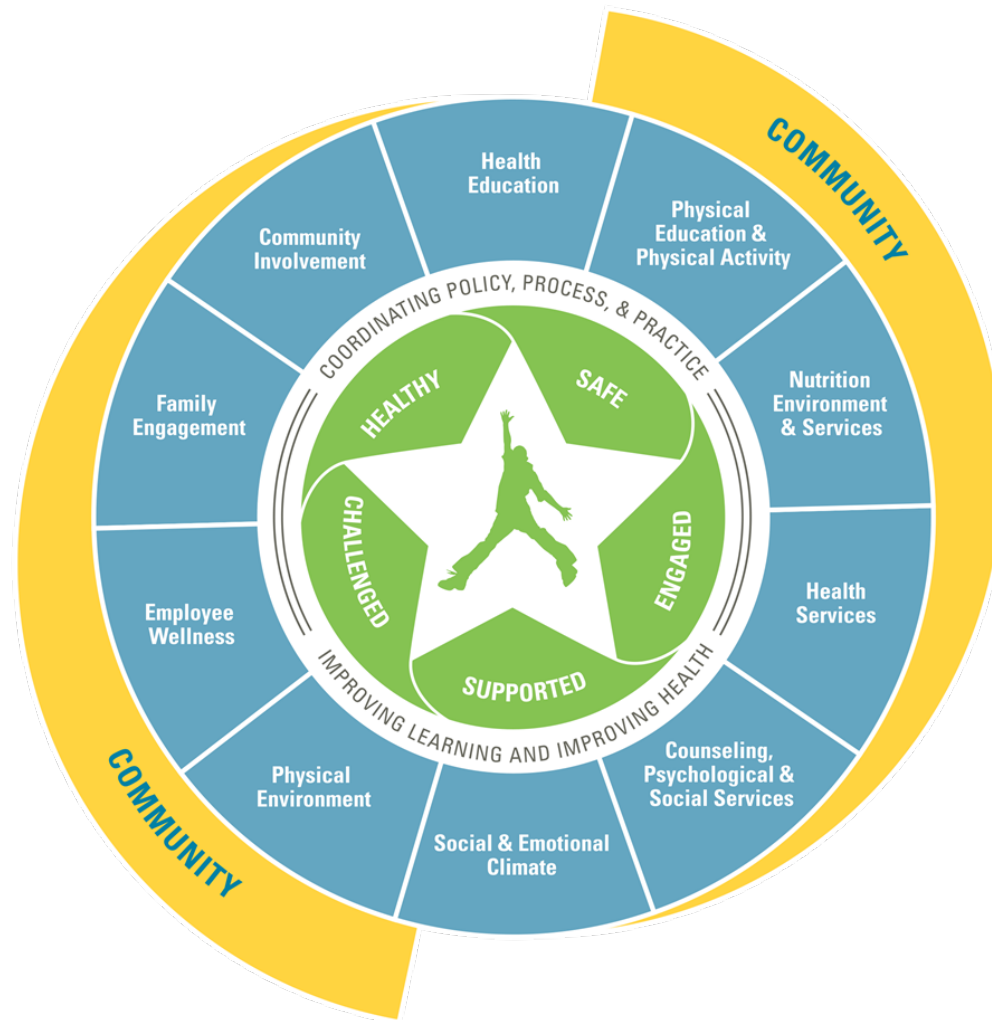 COMMUNITY
Health
Education
Physical
Education &
Physical Activity
Nutrition
Environment
& Services
Health
Services
Counseling,
Psychological &
Social Services
Social & Emotional
Climate
Physical
Environment
Employee
Wellness
Family
Engagement
Community
Involvement
COORDINATING POLICY, PROCESS, & PRACTICE
IMPROVING LEARNING AND IMPROVING HEALTH
HEALTHY
SAFE
ENGAGED
SUPPORTED
CHALLENGED
COMMUNITY